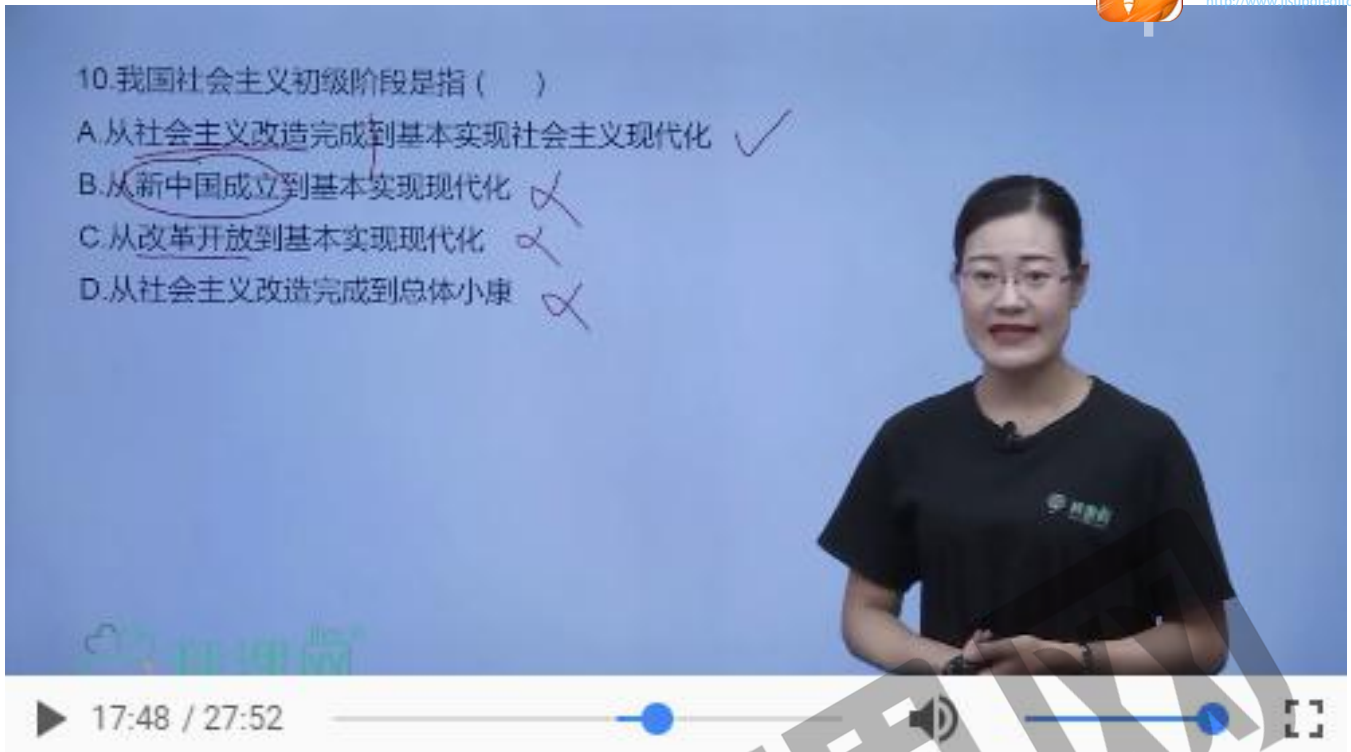 10.我国社会主义初级阶段是指（ ）
A.从社会主义改造完成到基本实现社会主义现代化
B.从新中国成立到基本实现现代化
C.从改革开放到基本实现现代化
D.从社会主义改造完成到总体小康
17:48 / 27:52